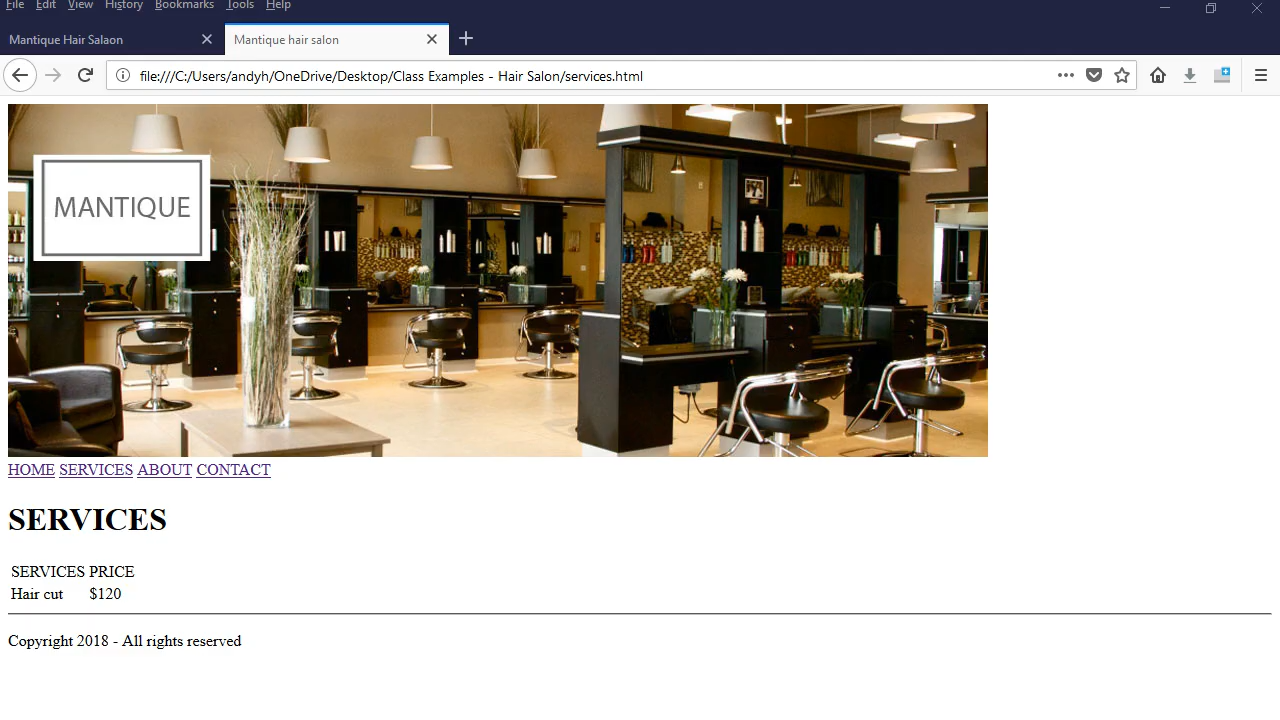 File Edit View History Bookmarks Tools Help
Mantique Hair Salaon Mantique hair salon
file:///C:/Users/andyh/OneDrive/Desktop/Class Examples - Hair Salon/services.html
MANTIQUE
HOME SERVICES ABOUT CONTACT
SERVICES
SERVICES PRICE
Hair cut $120
Copyright 2018 - All rights reserved